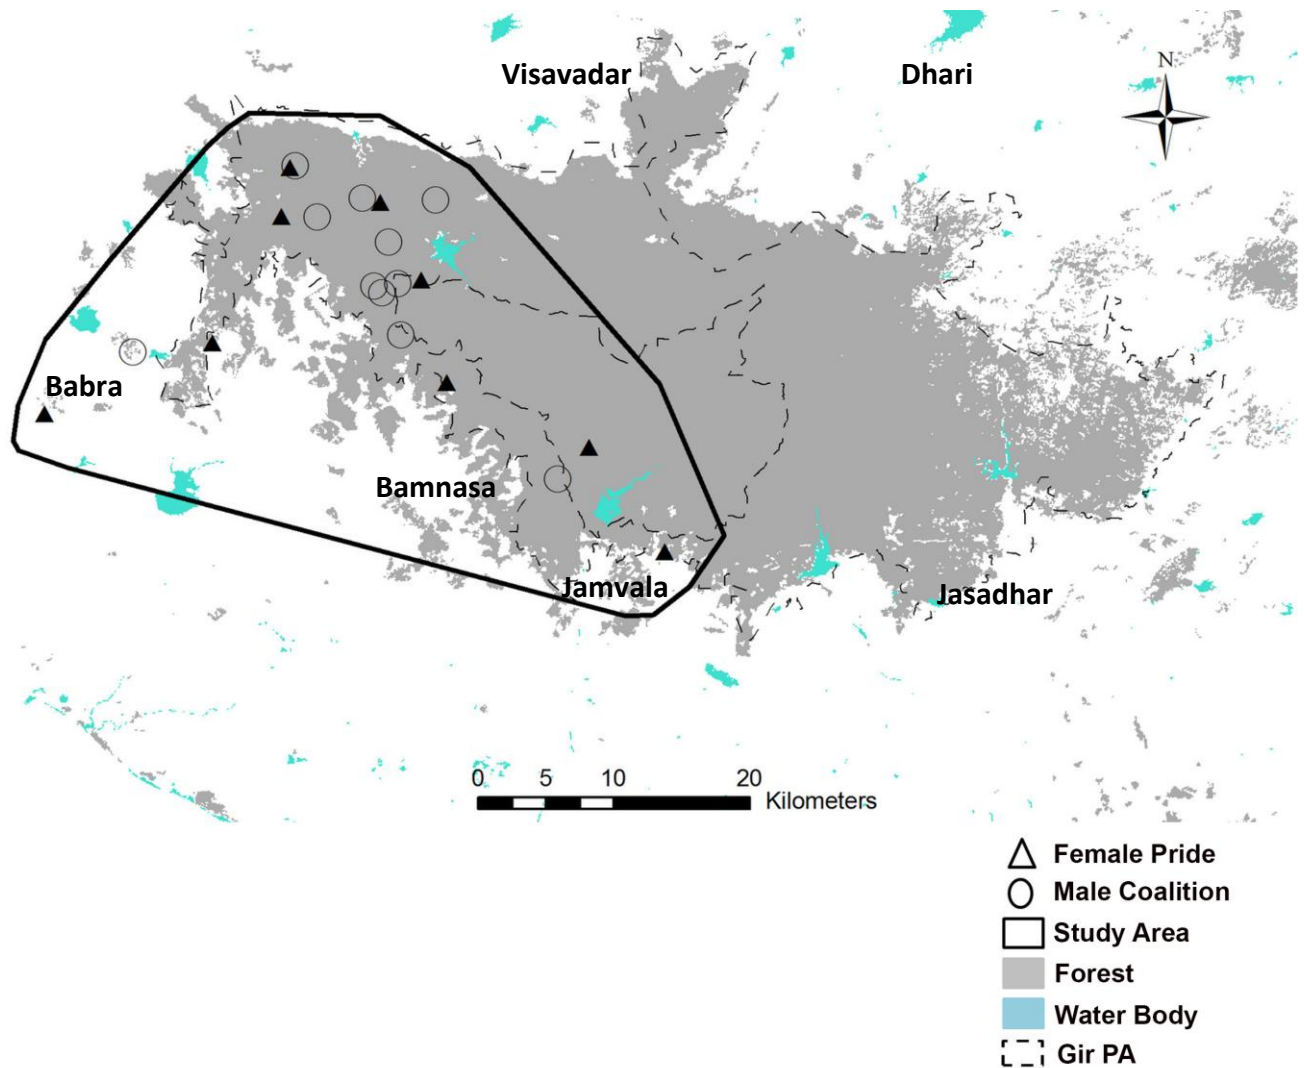 Visavadar
Dhari
N
Babra
Bamnasa
Jamvala
Jasadhar
0 5 10 20
Kilometers
Female Pride
Male Coalition
Study Area
Forest
Water Body
Gir PA